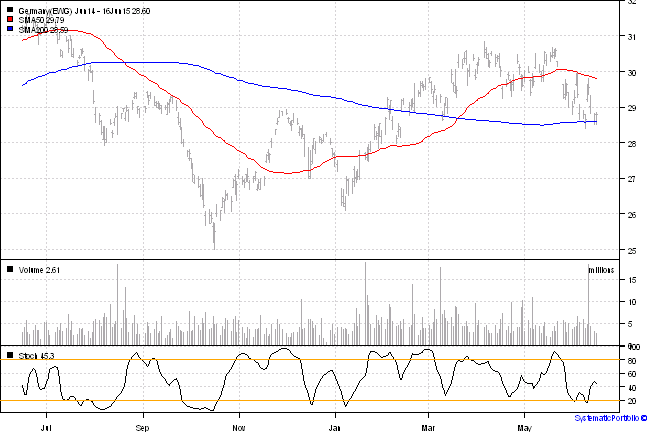 Germany(EWG) Jun14 - 16Jun15 28.60
SMA50 29.79
SMA200 28.59
32
31
30
29
28
27
26
25
Volume 2.61
millions
15
10
5
Stoch 45.3
100
80
60
40
20
Jul
Sep
Nov
Jan
Mar
May
SystematicPortfolio ©